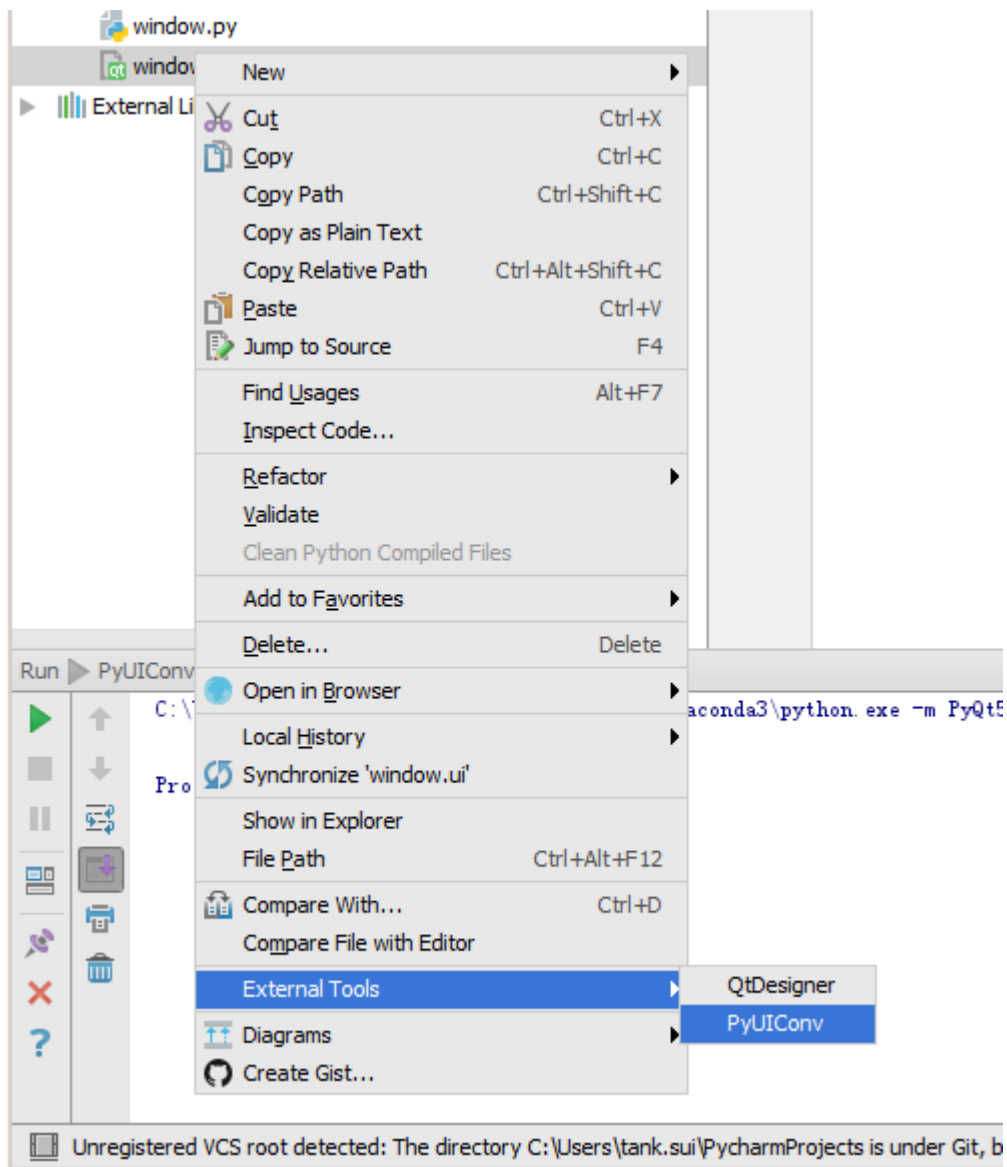 window.py
window
New
External Li
Cut Ctrl+X
Copy Ctrl+C
Copy Path Ctrl+Shift+C
Copy as Plain Text
Copy Relative Path Ctrl+Alt+Shift+C
Paste Ctrl+V
Jump to Source F4
Find Usages Alt+F7
Inspect Code...
Refactor
Validate
Clean Python Compiled Files
Add to Favorites
Delete... Delete
Run PyUIConv
Open in Browser
C:\ aconda3\python.exe -m PyQt5
Local History
Synchronize 'window.ui'
Pro
Show in Explorer
File Path Ctrl+Alt+F12
Compare With... Ctrl+D
Compare File with Editor
External Tools
QtDesigner
PyUIConv
Diagrams
Create Gist...
Unregistered VCS root detected: The directory C:\Users\tank.sui\PycharmProjects is under Git, b